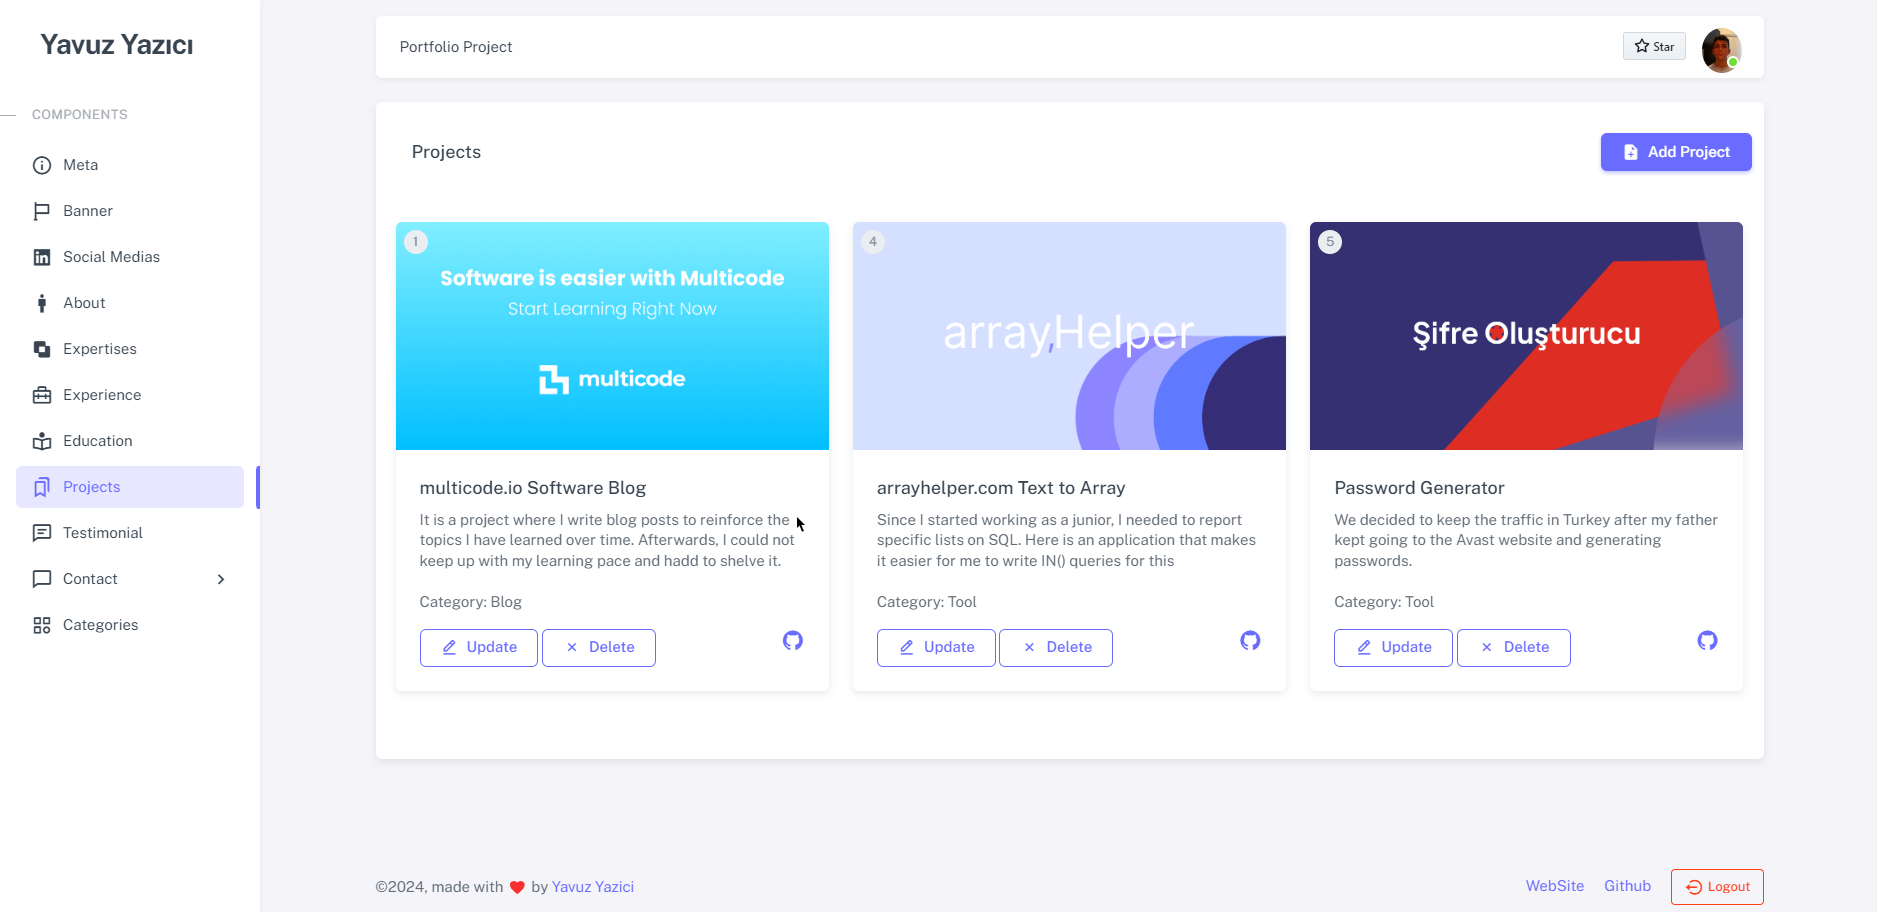 Yavuz Yazıcı
COMPONENTS
Meta
Banner
Social Medias
About
Expertises
Experience
Education
Projects
Testimonial
Contact
Categories
Portfolio Project
Star
Projects
Add Project
1
Software is easier with Multicode
Start Learning Right Now
multicode
multicode.io Software Blog
It is a project where I write blog posts to reinforce the
topics I have learned over time. Afterwards, I could not
keep up with my learning pace and hadd to shelve it.
Category: Blog
Update
Delete
4
array,Helper
arrayhelper.com Text to Array
Since I started working as a junior, I needed to report
specific lists on SQL. Here is an application that makes
it easier for me to write IN() queries for this
Category: Tool
Update
Delete
5
Şifre Oluşturucu
Password Generator
We decided to keep the traffic in Turkey after my father
kept going to the Avast website and generating
passwords.
Category: Tool
Update
Delete
©2024, made with ❤ by Yavuz Yazici
WebSite
Github
Logout